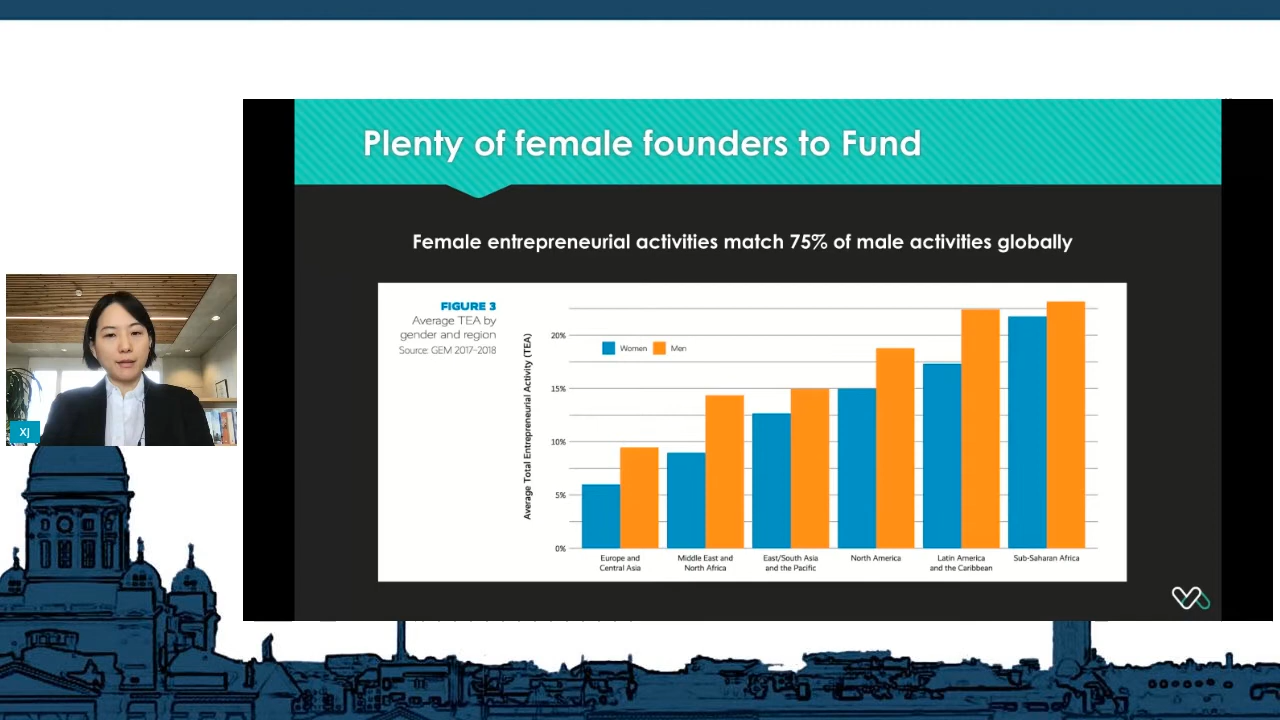 Plenty of female founders to Fund
Female entrepreneurial activities match 75% of male activities globally
FIGURE 3
Average TEA by
gender and region
Source: GEM 2017-2018
Average Total Entrepreneurial Activity (TEA)
20%
15%
10%
5%
0%
Women
Men
Europe and
Central Asia
Middle East and
North Africa
East/South Asia
and the Pacific
North America
Latin America
and the Caribbean
Sub-Saharan Africa
XJ